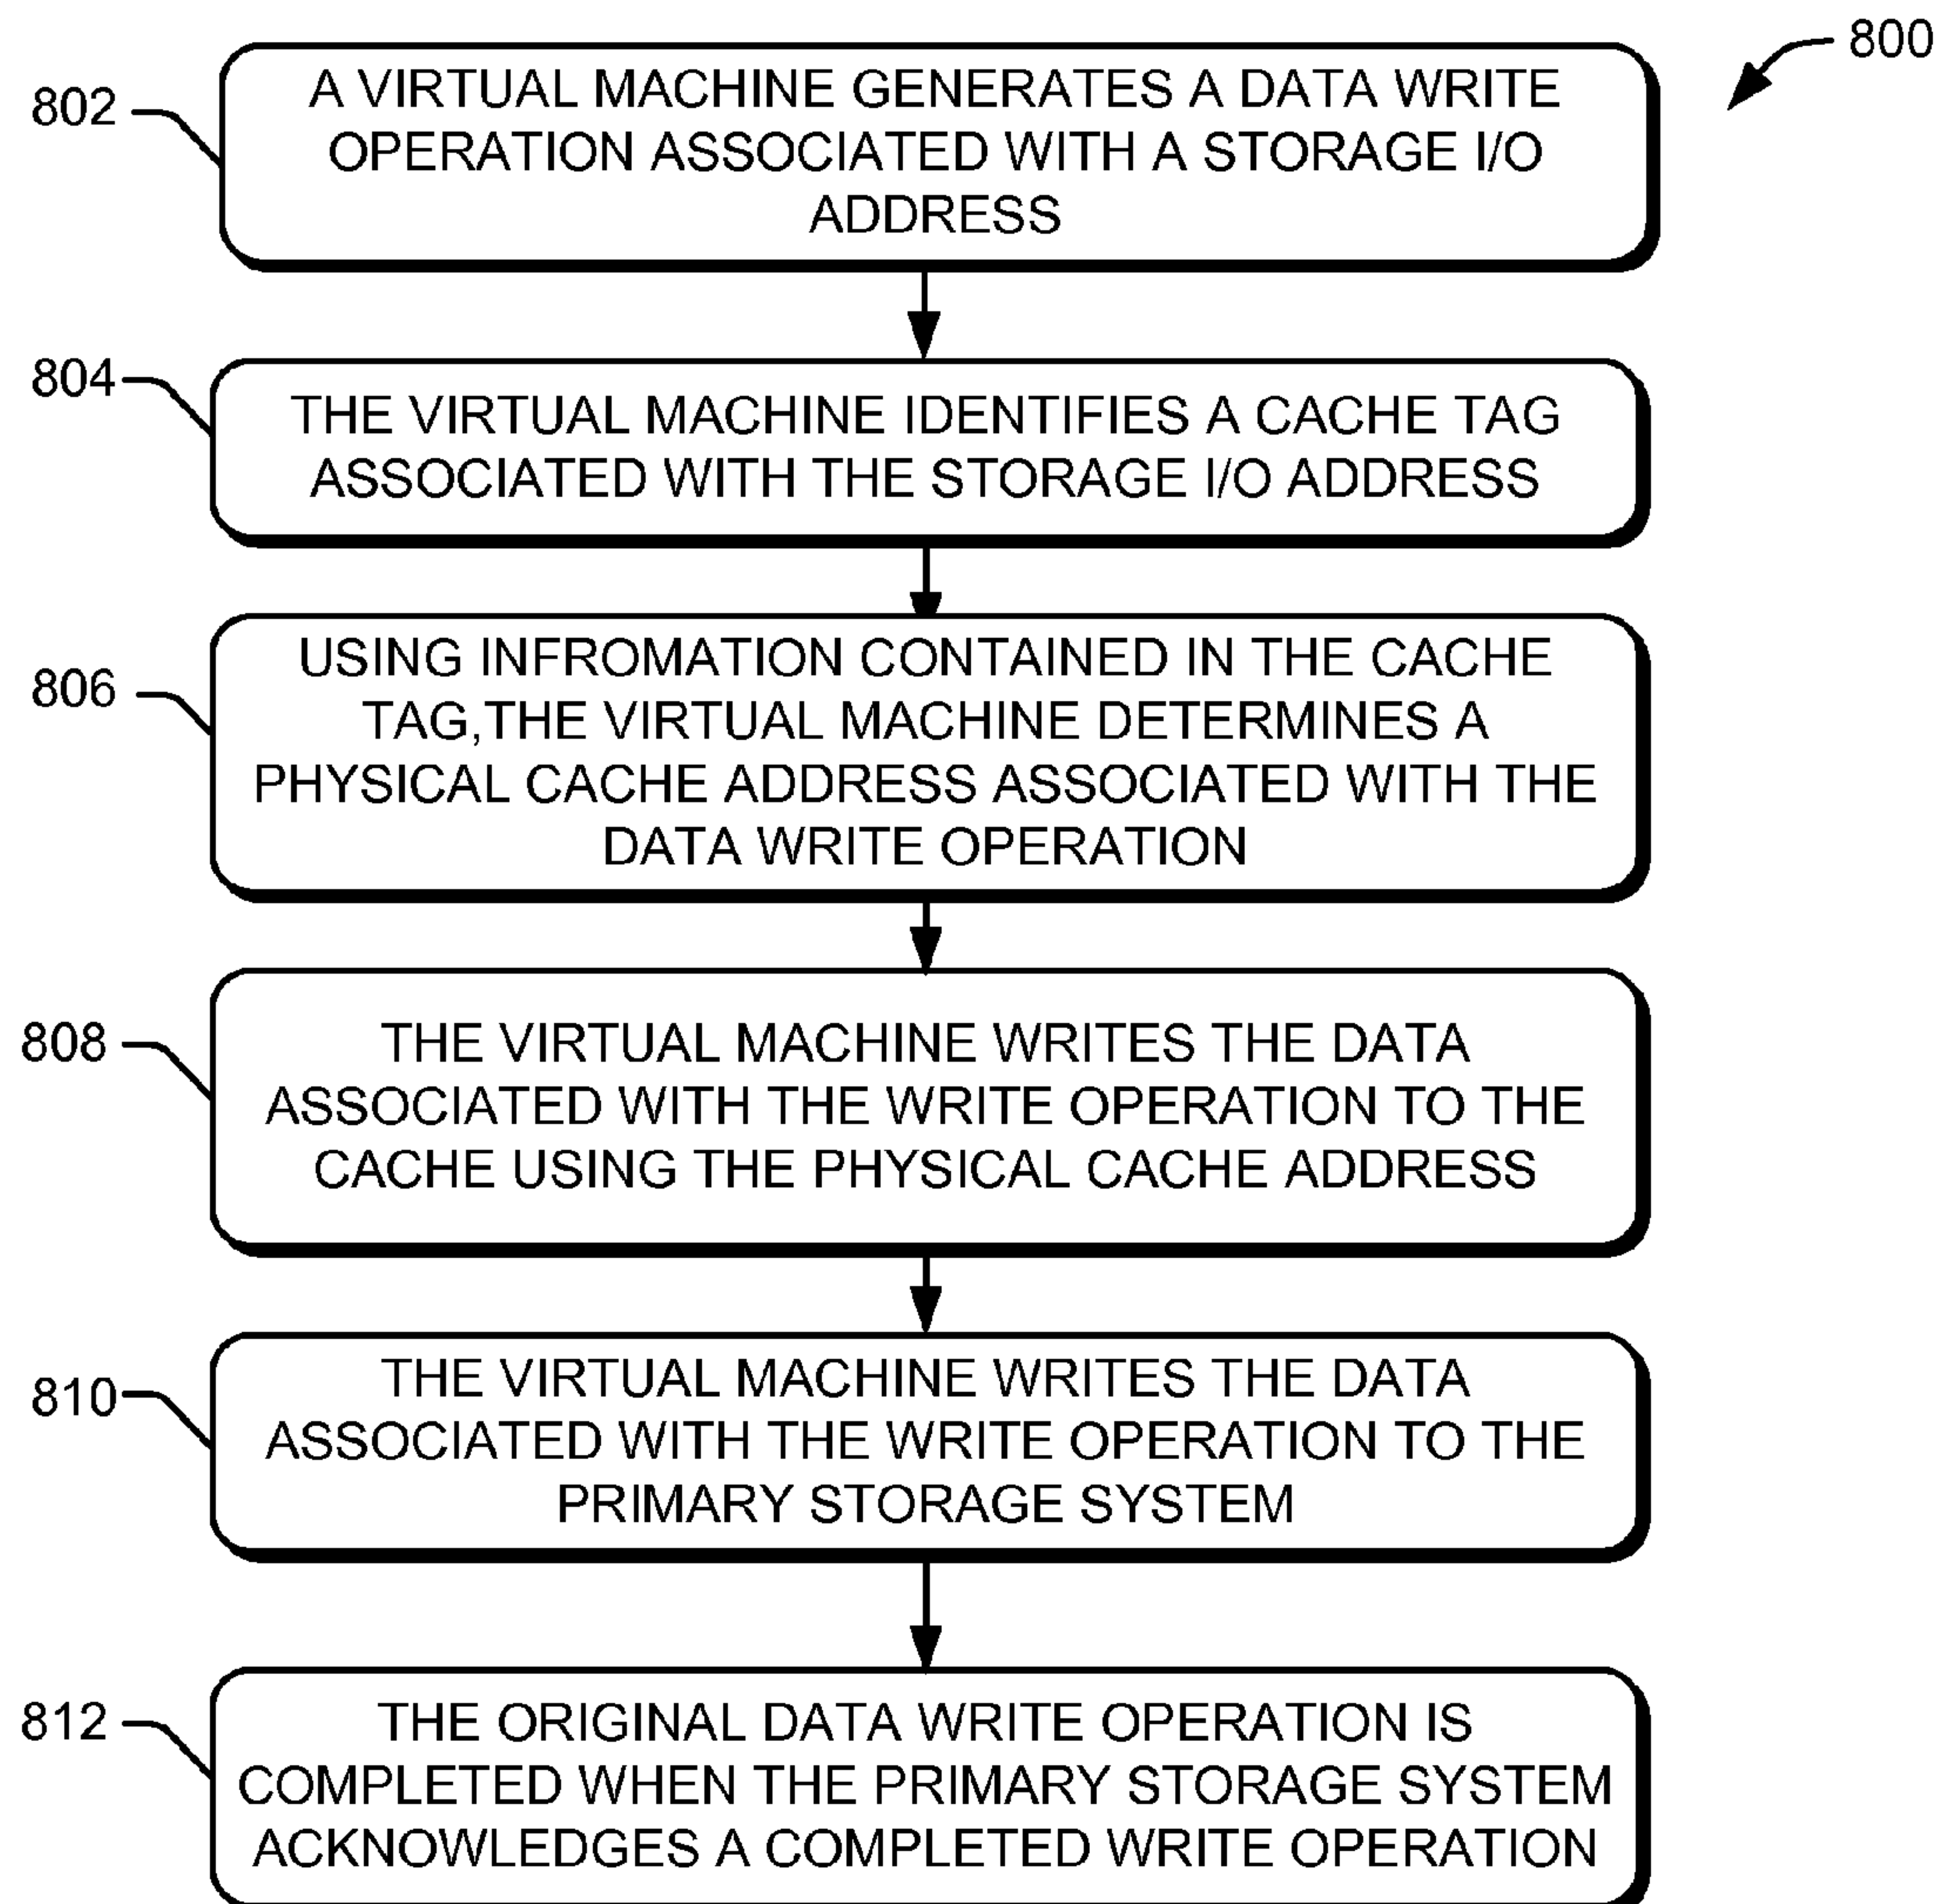 800
802
A VIRTUAL MACHINE GENERATES A DATA WRITE
OPERATION ASSOCIATED WITH A STORAGE I/O
ADDRESS
804
THE VIRTUAL MACHINE IDENTIFIES A CACHE TAG
ASSOCIATED WITH THE STORAGE I/O ADDRESS
806
USING INFROMATION CONTAINED IN THE CACHE
TAG,THE VIRTUAL MACHINE DETERMINES A
PHYSICAL CACHE ADDRESS ASSOCIATED WITH THE
DATA WRITE OPERATION
808
THE VIRTUAL MACHINE WRITES THE DATA
ASSOCIATED WITH THE WRITE OPERATION TO THE
CACHE USING THE PHYSICAL CACHE ADDRESS
810
THE VIRTUAL MACHINE WRITES THE DATA
ASSOCIATED WITH THE WRITE OPERATION TO THE
PRIMARY STORAGE SYSTEM
812
THE ORIGINAL DATA WRITE OPERATION IS
COMPLETED WHEN THE PRIMARY STORAGE SYSTEM
ACKNOWLEDGES A COMPLETED WRITE OPERATION